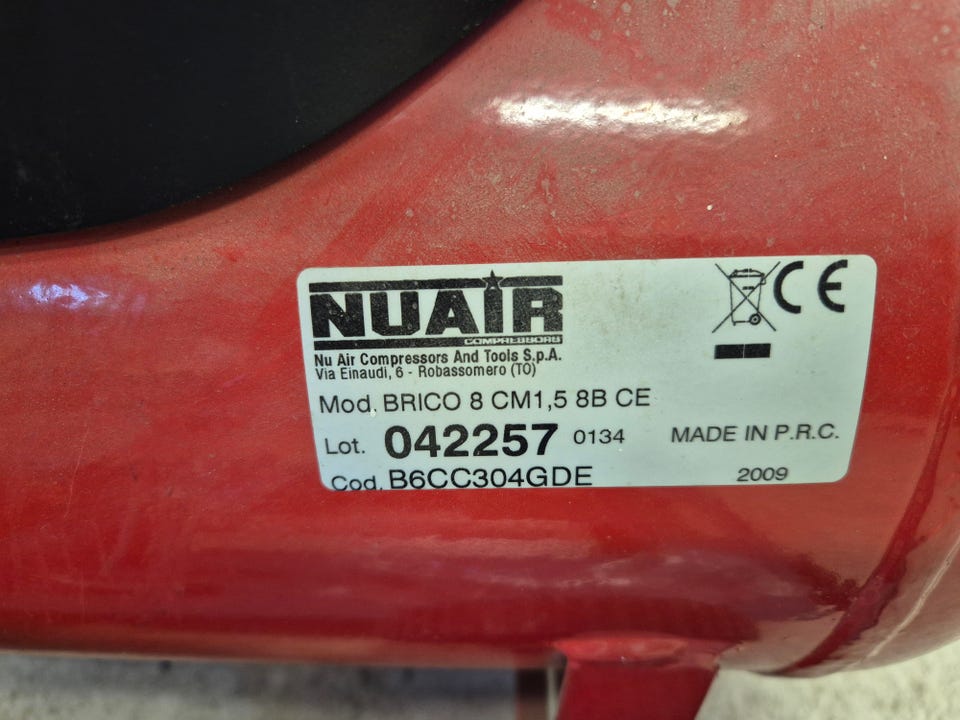 NUAIR
COMPRESSORS
CE
Nu Air Compressors And Tools S.p.A.
Via Einaudi, 6 - Robassomero (TO)
Mod. BRICO 8 CM1,5 8B CE
Lot. 042257 0134 MADE IN P.R.C.
Cod. B6CC304GDE 2009